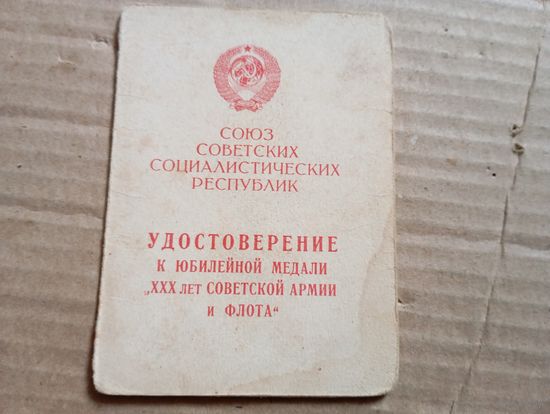 СОЮЗ
СОВЕТСКИХ
СОЦИАЛИСТИЧЕСКИХ
РЕСПУБЛИК
УДОСТОВЕРЕНИЕ
К ЮБИЛЕЙНОЙ МЕДАЛИ
„XXX ЛЕТ СОВЕТСКОЙ АРМИИ
И ФЛОТА“